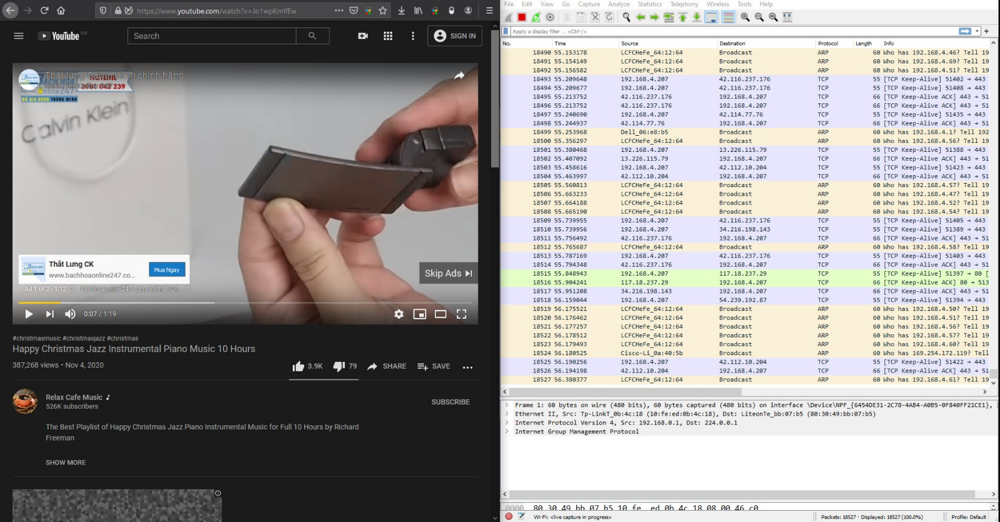 https://www.youtube.com/watch?v=Jo1wpKmIfEw
YouTube VN
Search
SIGN IN
Thắt lưng Calvin Klein chính hãng
HOTLINE
Online247
ĐỒ GIA DỤNG THÔNG MINH
Calvin Klein
Thắt Lưng CK
www.bachhoaonline247.co...
Mua Ngay
Skip Ads
Ad 1 of 2 · 1:12
bachhoaonline247.com.vn/that-lun...
0:07 / 1:19
#christmasmusic #christmasjazz #christmas
Happy Christmas Jazz Instrumental Piano Music 10 Hours
387,268 views • Nov 4, 2020
3.9K 79 SHARE SAVE
Relax Cafe Music
526K subscribers
SUBSCRIBE
The Best Playlist of Happy Christmas Jazz Piano Instrumental Music for Full 10 Hours by Richard
Freeman
SHOW MORE
File Edit View Go Capture Analyze Statistics Telephony Wireless Tools Help
Apply a display filter ... <Ctrl-/>
No. Time Source Destination Protocol Length Info
18490 55.153178 LCFCHeFe_64:12:64 Broadcast ARP 60 Who has 192.168.4.46? Tell 19
18491 55.154149 LCFCHeFe_64:12:64 Broadcast ARP 60 Who has 192.168.4.69? Tell 19
18492 55.156582 LCFCHeFe_64:12:64 Broadcast ARP 60 Who has 192.168.4.51? Tell 19
18493 55.209648 192.168.4.207 42.116.237.176 TCP 55 [TCP Keep-Alive] 51402 → 443
18494 55.209677 192.168.4.207 42.116.237.176 TCP 55 [TCP Keep-Alive] 51408 → 443
18495 55.213752 42.116.237.176 192.168.4.207 TCP 66 [TCP Keep-Alive ACK] 443 → 51
18496 55.213752 42.116.237.176 192.168.4.207 TCP 66 [TCP Keep-Alive ACK] 443 → 51
18497 55.240690 192.168.4.207 42.114.77.76 TCP 55 [TCP Keep-Alive] 51435 → 443
18498 55.244937 42.114.77.76 192.168.4.207 TCP 66 [TCP Keep-Alive ACK] 443 → 51
18499 55.253968 Dell_06:e8:b5 Broadcast ARP 60 Who has 192.168.4.1? Tell 192
18500 55.356297 LCFCHeFe_64:12:64 Broadcast ARP 60 Who has 192.168.4.56? Tell 19
18501 55.380468 192.168.4.207 13.226.115.79 TCP 55 [TCP Keep-Alive] 51388 → 443
18502 55.407092 13.226.115.79 192.168.4.207 TCP 66 [TCP Keep-Alive ACK] 443 → 51
18503 55.458616 192.168.4.207 42.112.10.204 TCP 55 [TCP Keep-Alive] 51423 → 443
18504 55.463997 42.112.10.204 192.168.4.207 TCP 66 [TCP Keep-Alive ACK] 443 → 51
18505 55.560813 LCFCHeFe_64:12:64 Broadcast ARP 60 Who has 192.168.4.57? Tell 19
18506 55.663233 LCFCHeFe_64:12:64 Broadcast ARP 60 Who has 192.168.4.47? Tell 19
18507 55.664188 LCFCHeFe_64:12:64 Broadcast ARP 60 Who has 192.168.4.52? Tell 19
18508 55.665190 LCFCHeFe_64:12:64 Broadcast ARP 60 Who has 192.168.4.54? Tell 19
18509 55.739955 192.168.4.207 42.116.237.176 TCP 55 [TCP Keep-Alive] 51405 → 443
18510 55.739956 192.168.4.207 34.216.198.143 TCP 55 [TCP Keep-Alive] 51389 → 443
18511 55.756492 42.116.237.176 192.168.4.207 TCP 66 [TCP Keep-Alive ACK] 443 → 51
18512 55.765687 LCFCHeFe_64:12:64 Broadcast ARP 60 Who has 192.168.4.58? Tell 19
18513 55.787169 192.168.4.207 42.116.237.176 TCP 55 [TCP Keep-Alive] 51403 → 443
18514 55.794348 42.116.237.176 192.168.4.207 TCP 66 [TCP Keep-Alive ACK] 443 → 51
18515 55.848943 192.168.4.207 117.18.237.29 TCP 55 [TCP Keep-Alive] 51397 → 80 [
18516 55.904241 117.18.237.29 192.168.4.207 TCP 66 [TCP Keep-Alive ACK] 80 → 513
18517 55.951208 34.216.198.143 192.168.4.207 TCP 66 [TCP Keep-Alive ACK] 443 → 51
18518 56.159044 192.168.4.207 54.239.192.87 TCP 55 [TCP Keep-Alive] 51394 → 443
18519 56.175521 LCFCHeFe_64:12:64 Broadcast ARP 60 Who has 192.168.4.50? Tell 19
18520 56.176462 LCFCHeFe_64:12:64 Broadcast ARP 60 Who has 192.168.4.51? Tell 19
18521 56.177257 LCFCHeFe_64:12:64 Broadcast ARP 60 Who has 192.168.4.56? Tell 19
18522 56.178512 LCFCHeFe_64:12:64 Broadcast ARP 60 Who has 192.168.4.57? Tell 19
18523 56.179493 LCFCHeFe_64:12:64 Broadcast ARP 60 Who has 192.168.4.60? Tell 19
18524 56.180525 Cisco-Li_0a:40:5b Broadcast ARP 60 Who has 169.254.172.119? Tell
18525 56.190256 192.168.4.207 42.112.10.204 TCP 55 [TCP Keep-Alive] 51422 → 443
18526 56.194198 42.112.10.204 192.168.4.207 TCP 66 [TCP Keep-Alive ACK] 443 → 51
18527 56.380377 LCFCHeFe_64:12:64 Broadcast ARP 60 Who has 192.168.4.61? Tell 19
Frame 1: 60 bytes on wire (480 bits), 60 bytes captured (480 bits) on interface \Device\NPF_{6454DE31-2C78-4AB4-A0B5-0F840FF21CE1}, i
Ethernet II, Src: Tp-LinkT_0b:4c:18 (10:fe:ed:0b:4c:18), Dst: LiteonTe_bb:07:b5 (80:30:49:bb:07:b5)
Internet Protocol Version 4, Src: 192.168.0.1, Dst: 224.0.0.1
Internet Group Management Protocol
0000 80 30 49 bb 07 b5 10 fe ed 0b 4c 18 08 00 46 c0
Wi-Fi: <live capture in progress>
Packets: 18527 · Displayed: 18527 (100.0%)
Profile: Default